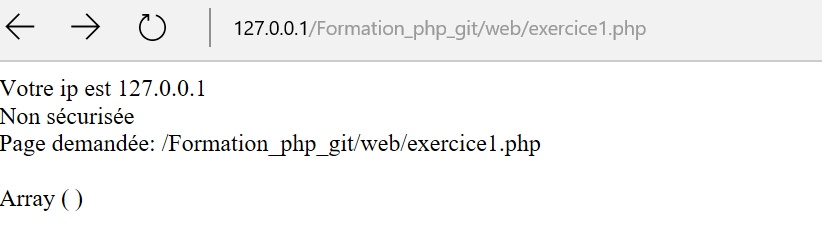 127.0.0.1/Formation_php_git/web/exercice1.php
Votre ip est 127.0.0.1
Non sécurisée
Page demandée: /Formation_php_git/web/exercice1.php
Array ( )